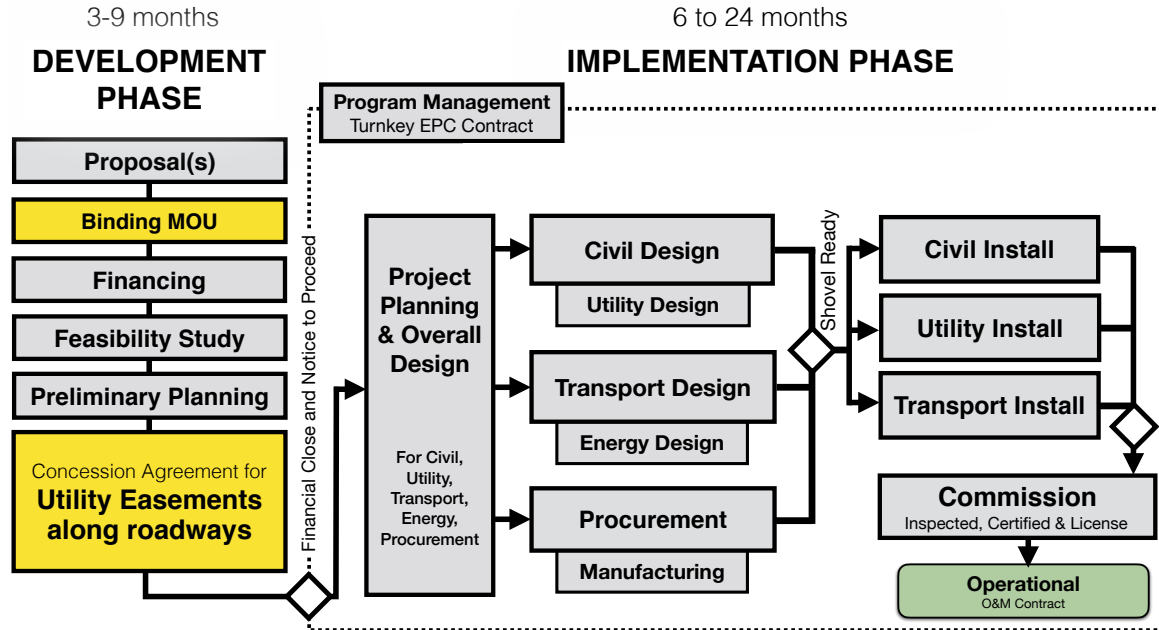 3-9 months
DEVELOPMENT
PHASE
Proposal(s)
Binding MOU
Financing
Feasibility Study
Preliminary Planning
Concession Agreement for
Utility Easements
along roadways
Financial Close and Notice to Proceed
6 to 24 months
IMPLEMENTATION PHASE
Program Management
Turnkey EPC Contract
Project
Planning
& Overall
Design
For Civil,
Utility,
Transport,
Energy,
Procurement
Civil Design
Utility Design
Transport Design
Energy Design
Procurement
Manufacturing
Shovel Ready
Civil Install
Utility Install
Transport Install
Commission
Inspected, Certified & License
Operational
O&M Contract